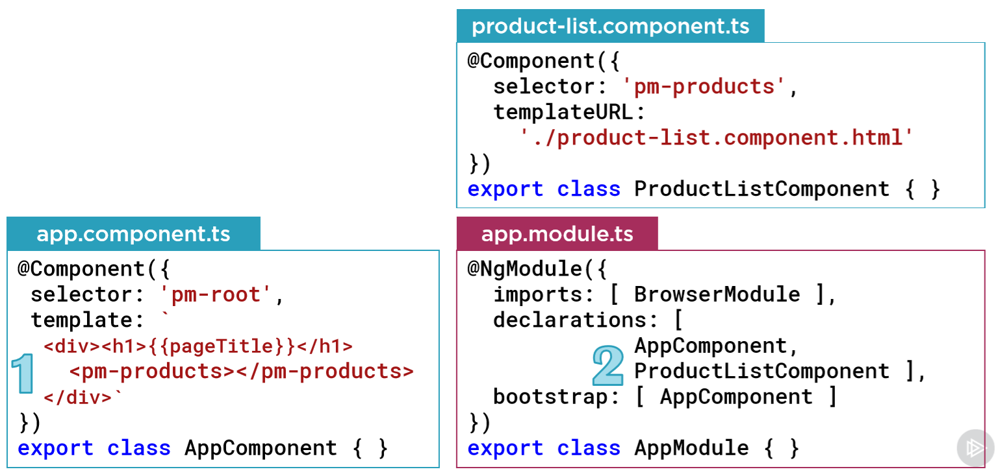 product-list.component.ts
@Component({
  selector: 'pm-products',
  templateURL:
    './product-list.component.html'
})
export class ProductListComponent { }
app.component.ts
@Component({
 selector: 'pm-root',
 template: `
  <div><h1>{{pageTitle}}</h1>
1
    <pm-products></pm-products>
  </div>`
})
export class AppComponent { }
app.module.ts
@NgModule({
  imports: [ BrowserModule ],
  declarations: [
             AppComponent,
2
             ProductListComponent ],
  bootstrap: [ AppComponent ]
})
export class AppModule { }